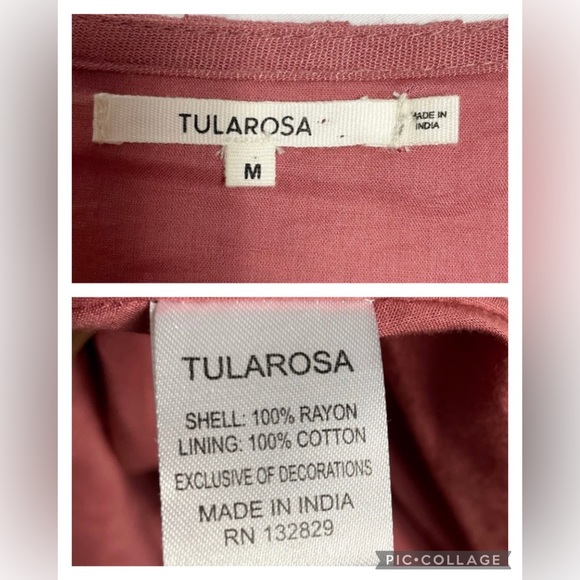 TULAROSA
MADE IN
INDIA
M
TULAROSA
SHELL: 100% RAYON
LINING: 100% COTTON
EXCLUSIVE OF DECORATIONS
MADE IN INDIA
RN 132829
PIC•COLLAGE